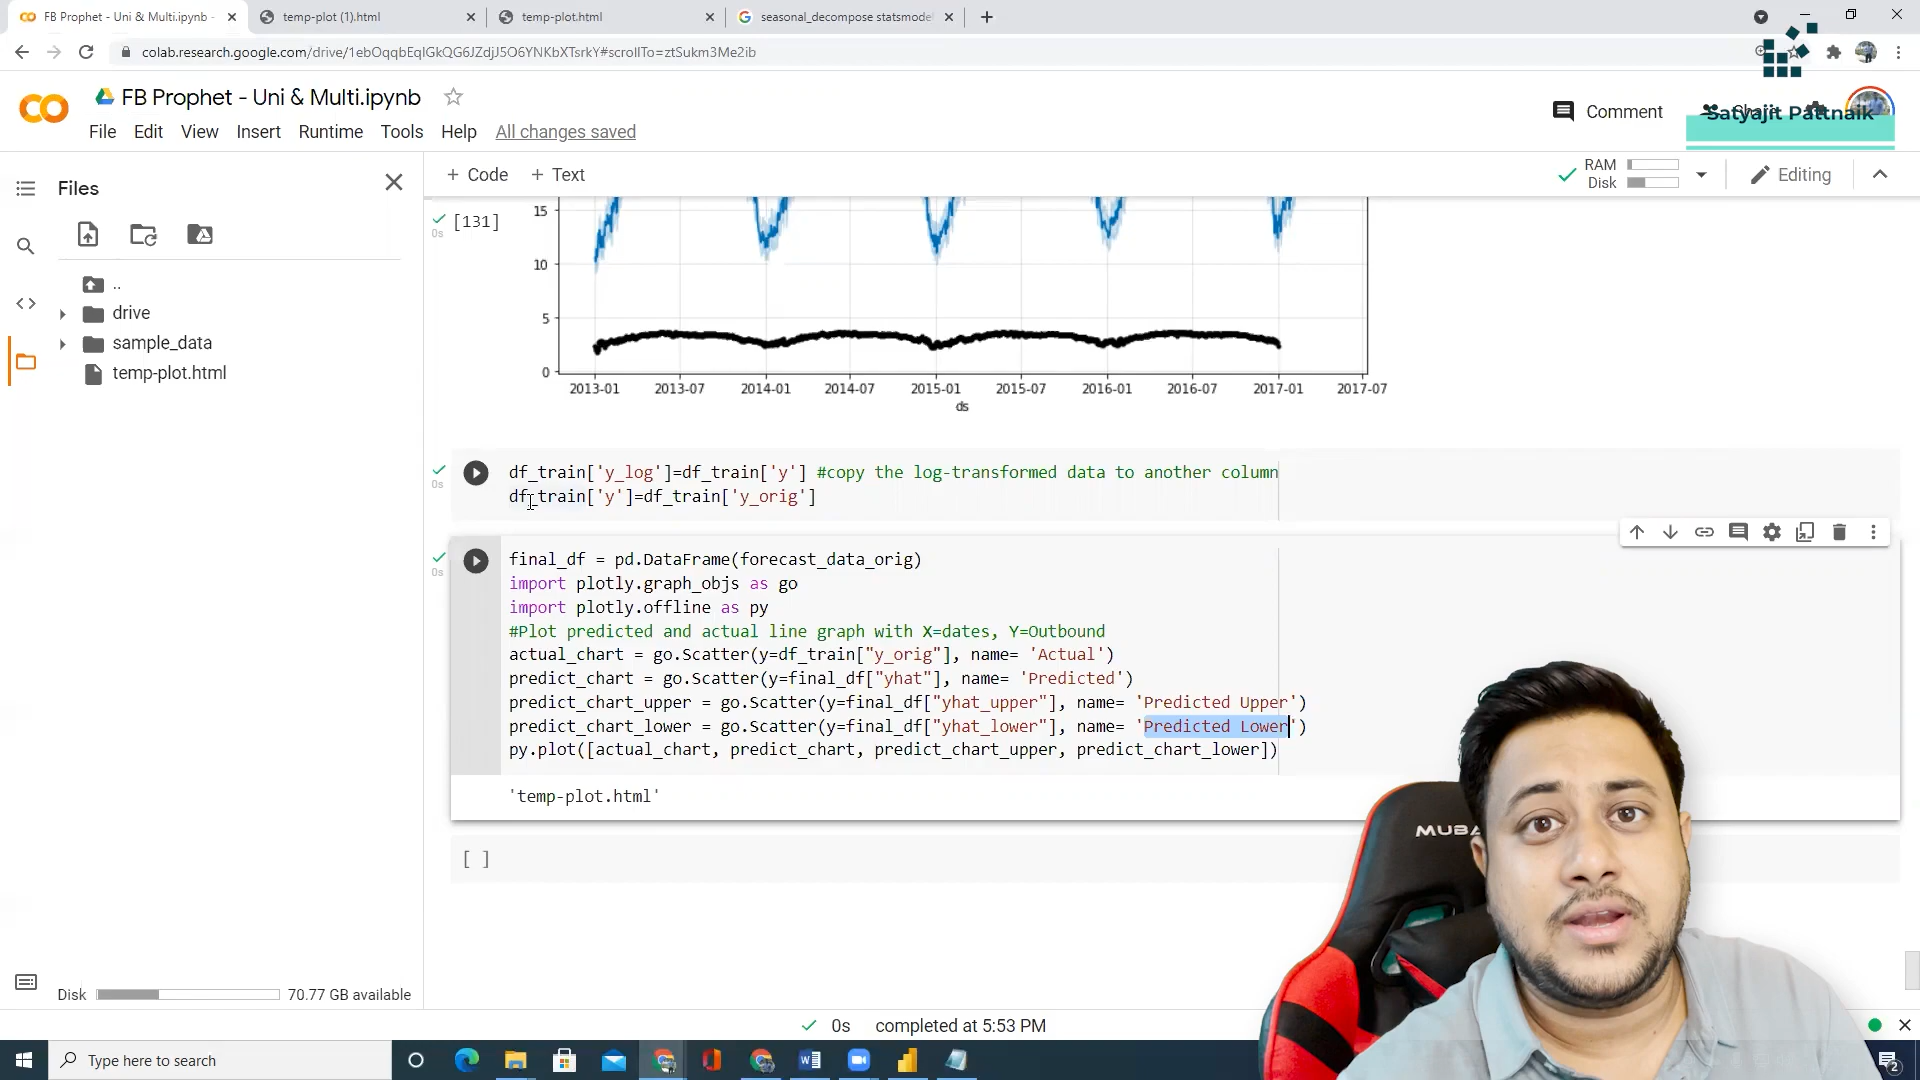 FB Prophet - Uni & Multi.ipynb -
temp-plot (1).html
temp-plot.html
seasonal_decompose statsmodel
colab.research.google.com/drive/1ebOqqbEqIGkQG6JZdjJ5O6YNKbXTsrkY#scrollTo=ztSukm3Me2ib
FB Prophet - Uni & Multi.ipynb
File Edit View Insert Runtime Tools Help All changes saved
Comment
Share
Satyajit Pattnaik
Files
+ Code + Text
RAM
Disk
Editing
..
drive
sample_data
temp-plot.html
[131]
0s
15
10
5
0
2013-01 2013-07 2014-01 2014-07 2015-01 2015-07 2016-01 2016-07 2017-01 2017-07
ds
0s
df_train['y_log']=df_train['y'] #copy the log-transformed data to another column
df_train['y']=df_train['y_orig']
0s
final_df = pd.DataFrame(forecast_data_orig)
import plotly.graph_objs as go
import plotly.offline as py
#Plot predicted and actual line graph with X=dates, Y=Outbound
actual_chart = go.Scatter(y=df_train["y_orig"], name= 'Actual')
predict_chart = go.Scatter(y=final_df["yhat"], name= 'Predicted')
predict_chart_upper = go.Scatter(y=final_df["yhat_upper"], name= 'Predicted Upper')
predict_chart_lower = go.Scatter(y=final_df["yhat_lower"], name= 'Predicted Lower')
py.plot([actual_chart, predict_chart, predict_chart_upper, predict_chart_lower])
'temp-plot.html'
[ ]
Disk 70.77 GB available
0s completed at 5:53 PM
Type here to search
2